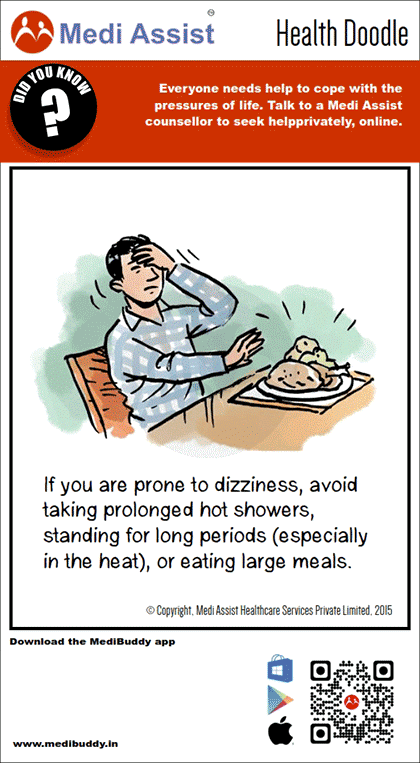 Medi Assist
Health Doodle
DID YOU KNOW
?
Everyone needs help to cope with the
pressures of life. Talk to a Medi Assist
counsellor to seek helpprivately, online.
If you are prone to dizziness, avoid
taking prolonged hot showers,
standing for long periods (especially
in the heat), or eating large meals.
© Copyright, Medi Assist Healthcare Services Private Limited, 2015
Download the MediBuddy app
www.medibuddy.in